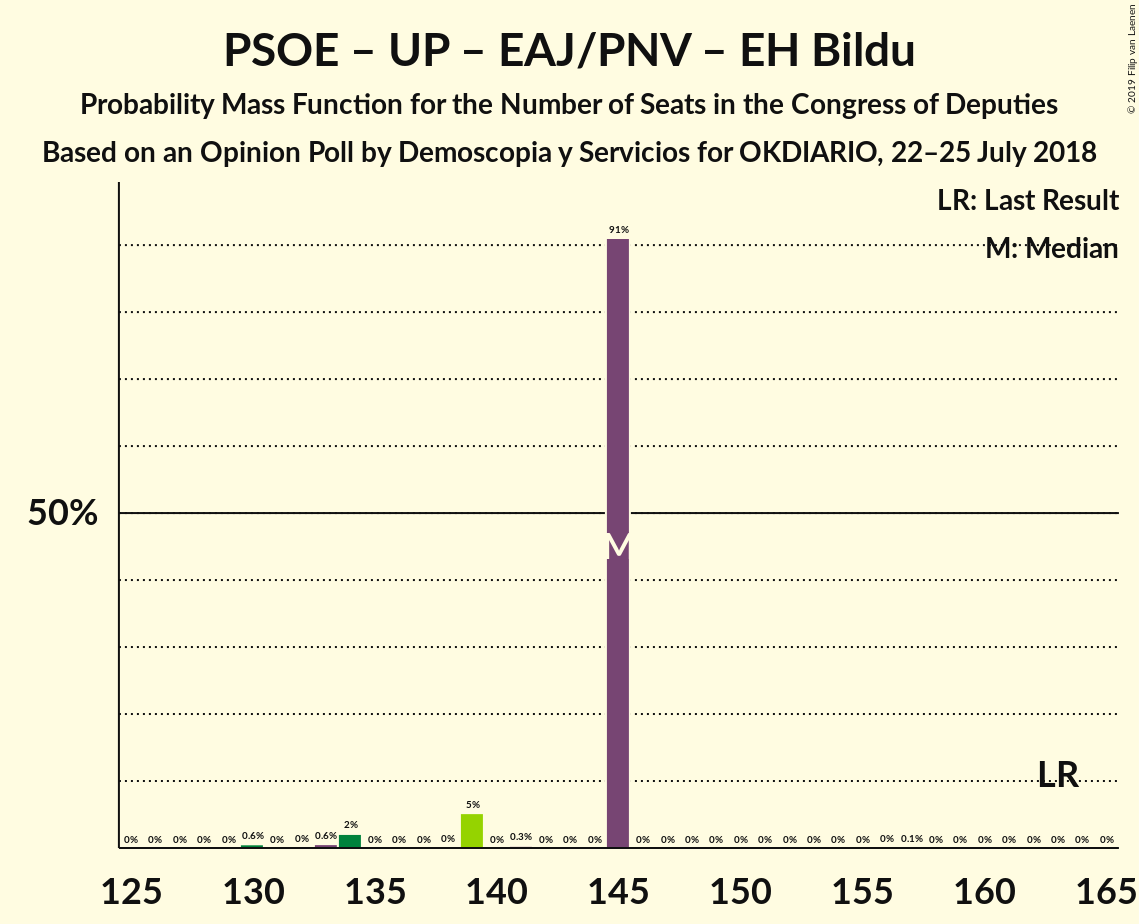 PSOE – UP – EAJ/PNV – EH Bildu
Probability Mass Function for the Number of Seats in the Congress of Deputies
Based on an Opinion Poll by Demoscopia y Servicios for OKDIARIO, 22–25 July 2018
© 2019 Filip van Laenen
LR: Last Result
M: Median
91%
50%
M
LR
5%
2%
0% 0% 0% 0% 0% 0.6% 0% 0% 0.6% 0% 0% 0% 0% 0% 0.3% 0% 0% 0% 0% 0% 0% 0% 0% 0% 0% 0% 0% 0% 0% 0.1% 0% 0% 0% 0% 0% 0% 0% 0%
125 130 135 140 145 150 155 160 165